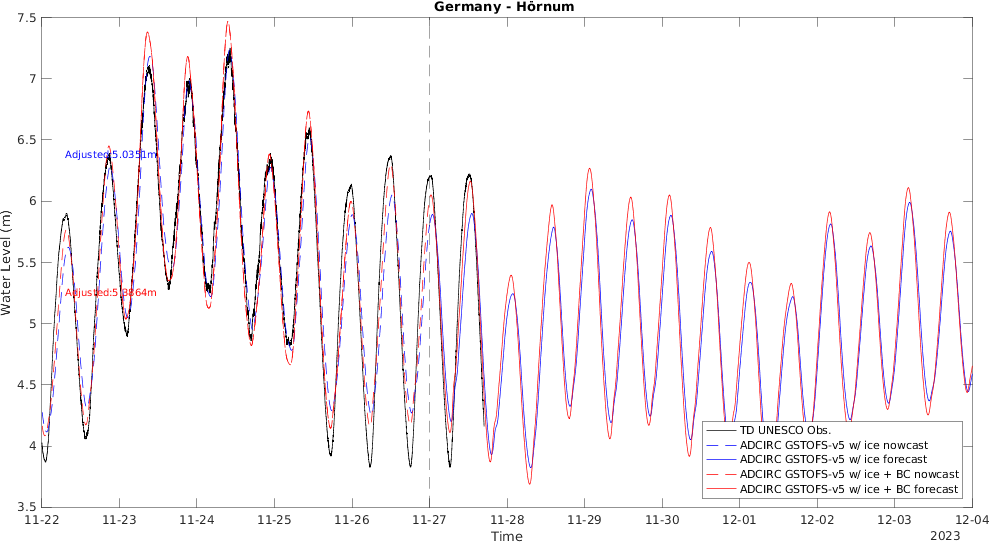 Germany - Hörnum
7.5
7
6.5
6
5.5
5
4.5
4
3.5
Water Level (m)
Adjusted:5.0351m
TD UNESCO Obs.
ADCIRC GSTOFS-v5 w/ ice nowcast
ADCIRC GSTOFS-v5 w/ ice forecast
ADCIRC GSTOFS-v5 w/ ice + BC nowcast
ADCIRC GSTOFS-v5 w/ ice + BC forecast
11-22 11-23 11-24 11-25 11-26 11-27 11-28 11-29 11-30 12-01 12-02 12-03 12-04
Time
2023